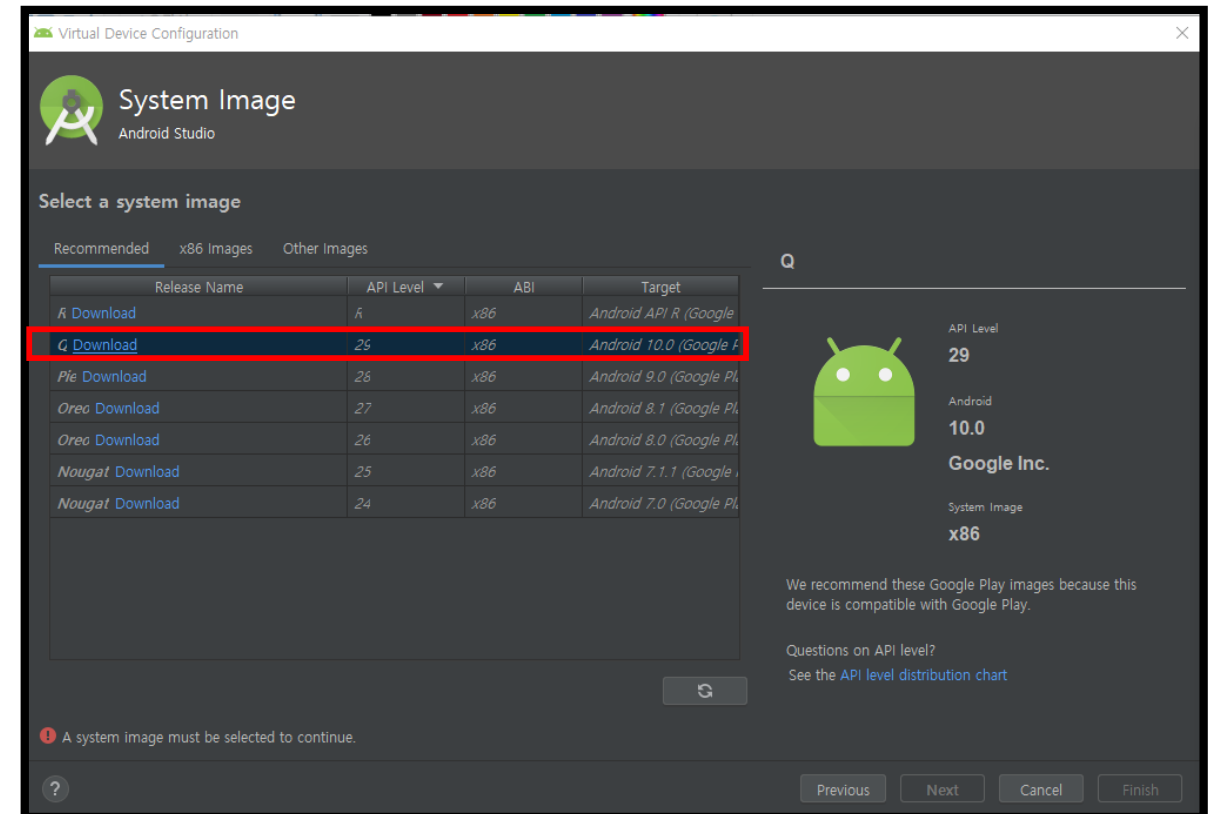 Virtual Device Configuration
System Image
Android Studio
Select a system image
Recommended x86 Images Other Images
Release Name API Level ABI Target
R Download R x86 Android API R (Google
Q Download 29 x86 Android 10.0 (Google P
Pie Download 28 x86 Android 9.0 (Google Pla
Oreo Download 27 x86 Android 8.1 (Google Pla
Oreo Download 26 x86 Android 8.0 (Google Pla
Nougat Download 25 x86 Android 7.1.1 (Google
Nougat Download 24 x86 Android 7.0 (Google Pla
A system image must be selected to continue.
Q
API Level
29
Android
10.0
Google Inc.
System Image
x86
We recommend these Google Play images because this
device is compatible with Google Play.
Questions on API level?
See the API level distribution chart
? Previous Next Cancel Finish